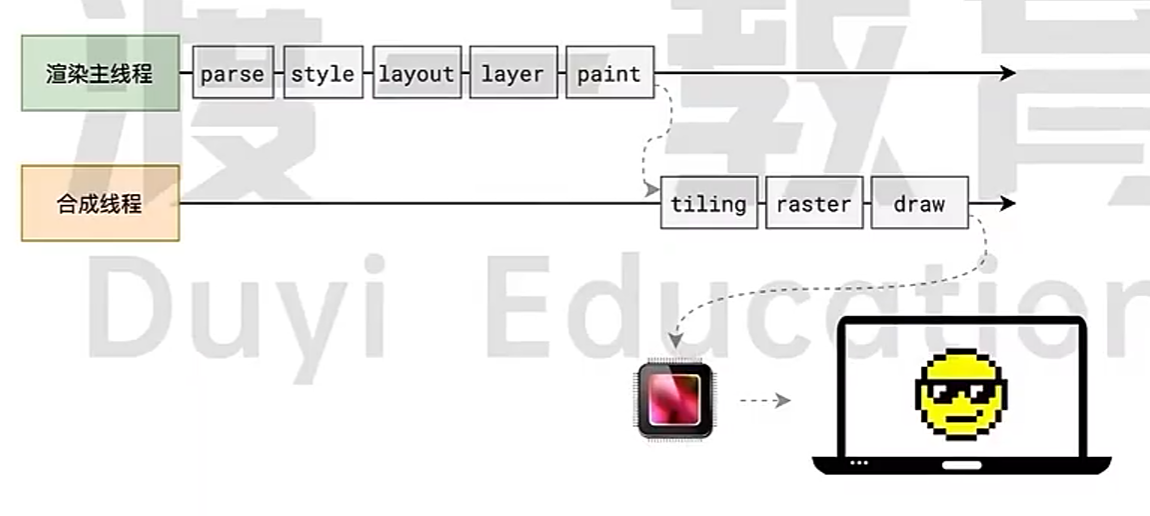 渲染主线程 parse style layout layer paint
合成线程 tiling raster draw
渡 教育
Duyi Education